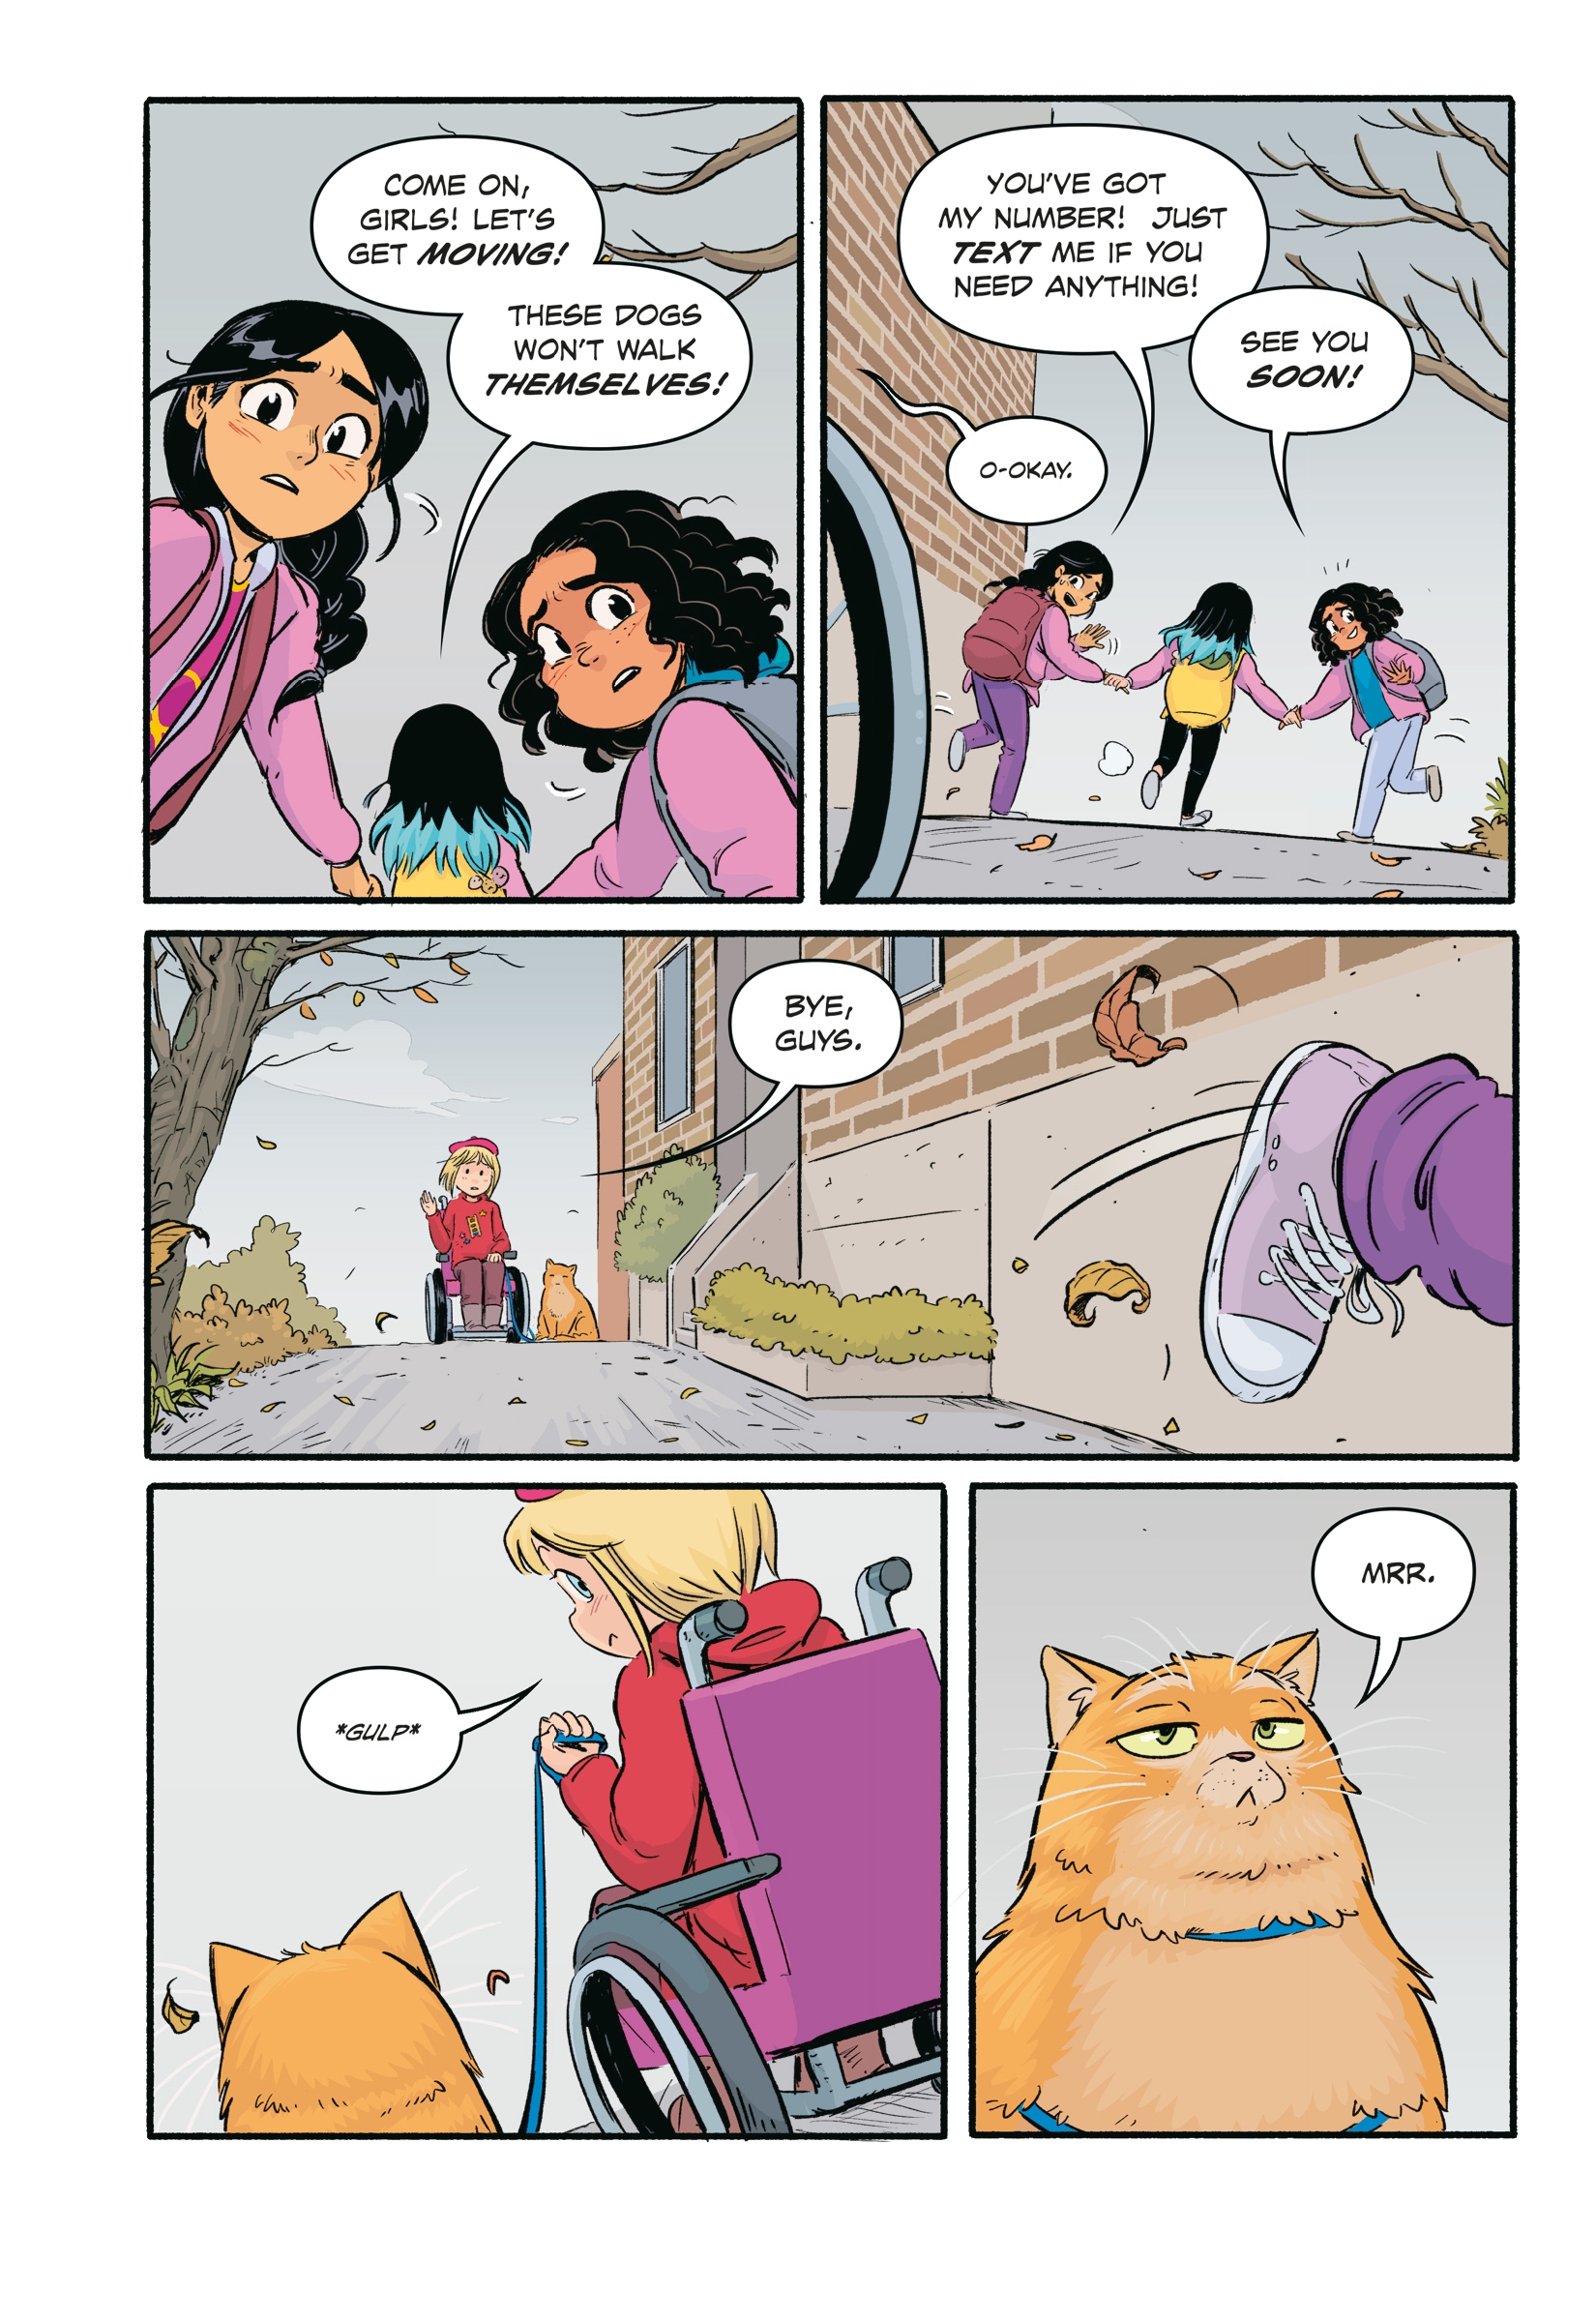 COME ON,
GIRLS! LET'S
GET MOVING!
THESE DOGS
WON'T WALK
THEMSELVES!
YOU'VE GOT
MY NUMBER! JUST
TEXT ME IF YOU
NEED ANYTHING!
SEE YOU
SOON!
O-OKAY.
BYE,
GUYS.
*GULP*
MRR.